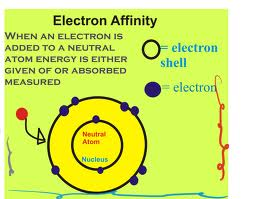 Electron Affinity
WHEN AN ELECTRON IS
ADDED TO A NEUTRAL
ATOM ENERGY IS EITHER
GIVEN OF OR ABSORBED
MEASURED
= electron
shell
= electron
Neutral
Atom
Nucleus